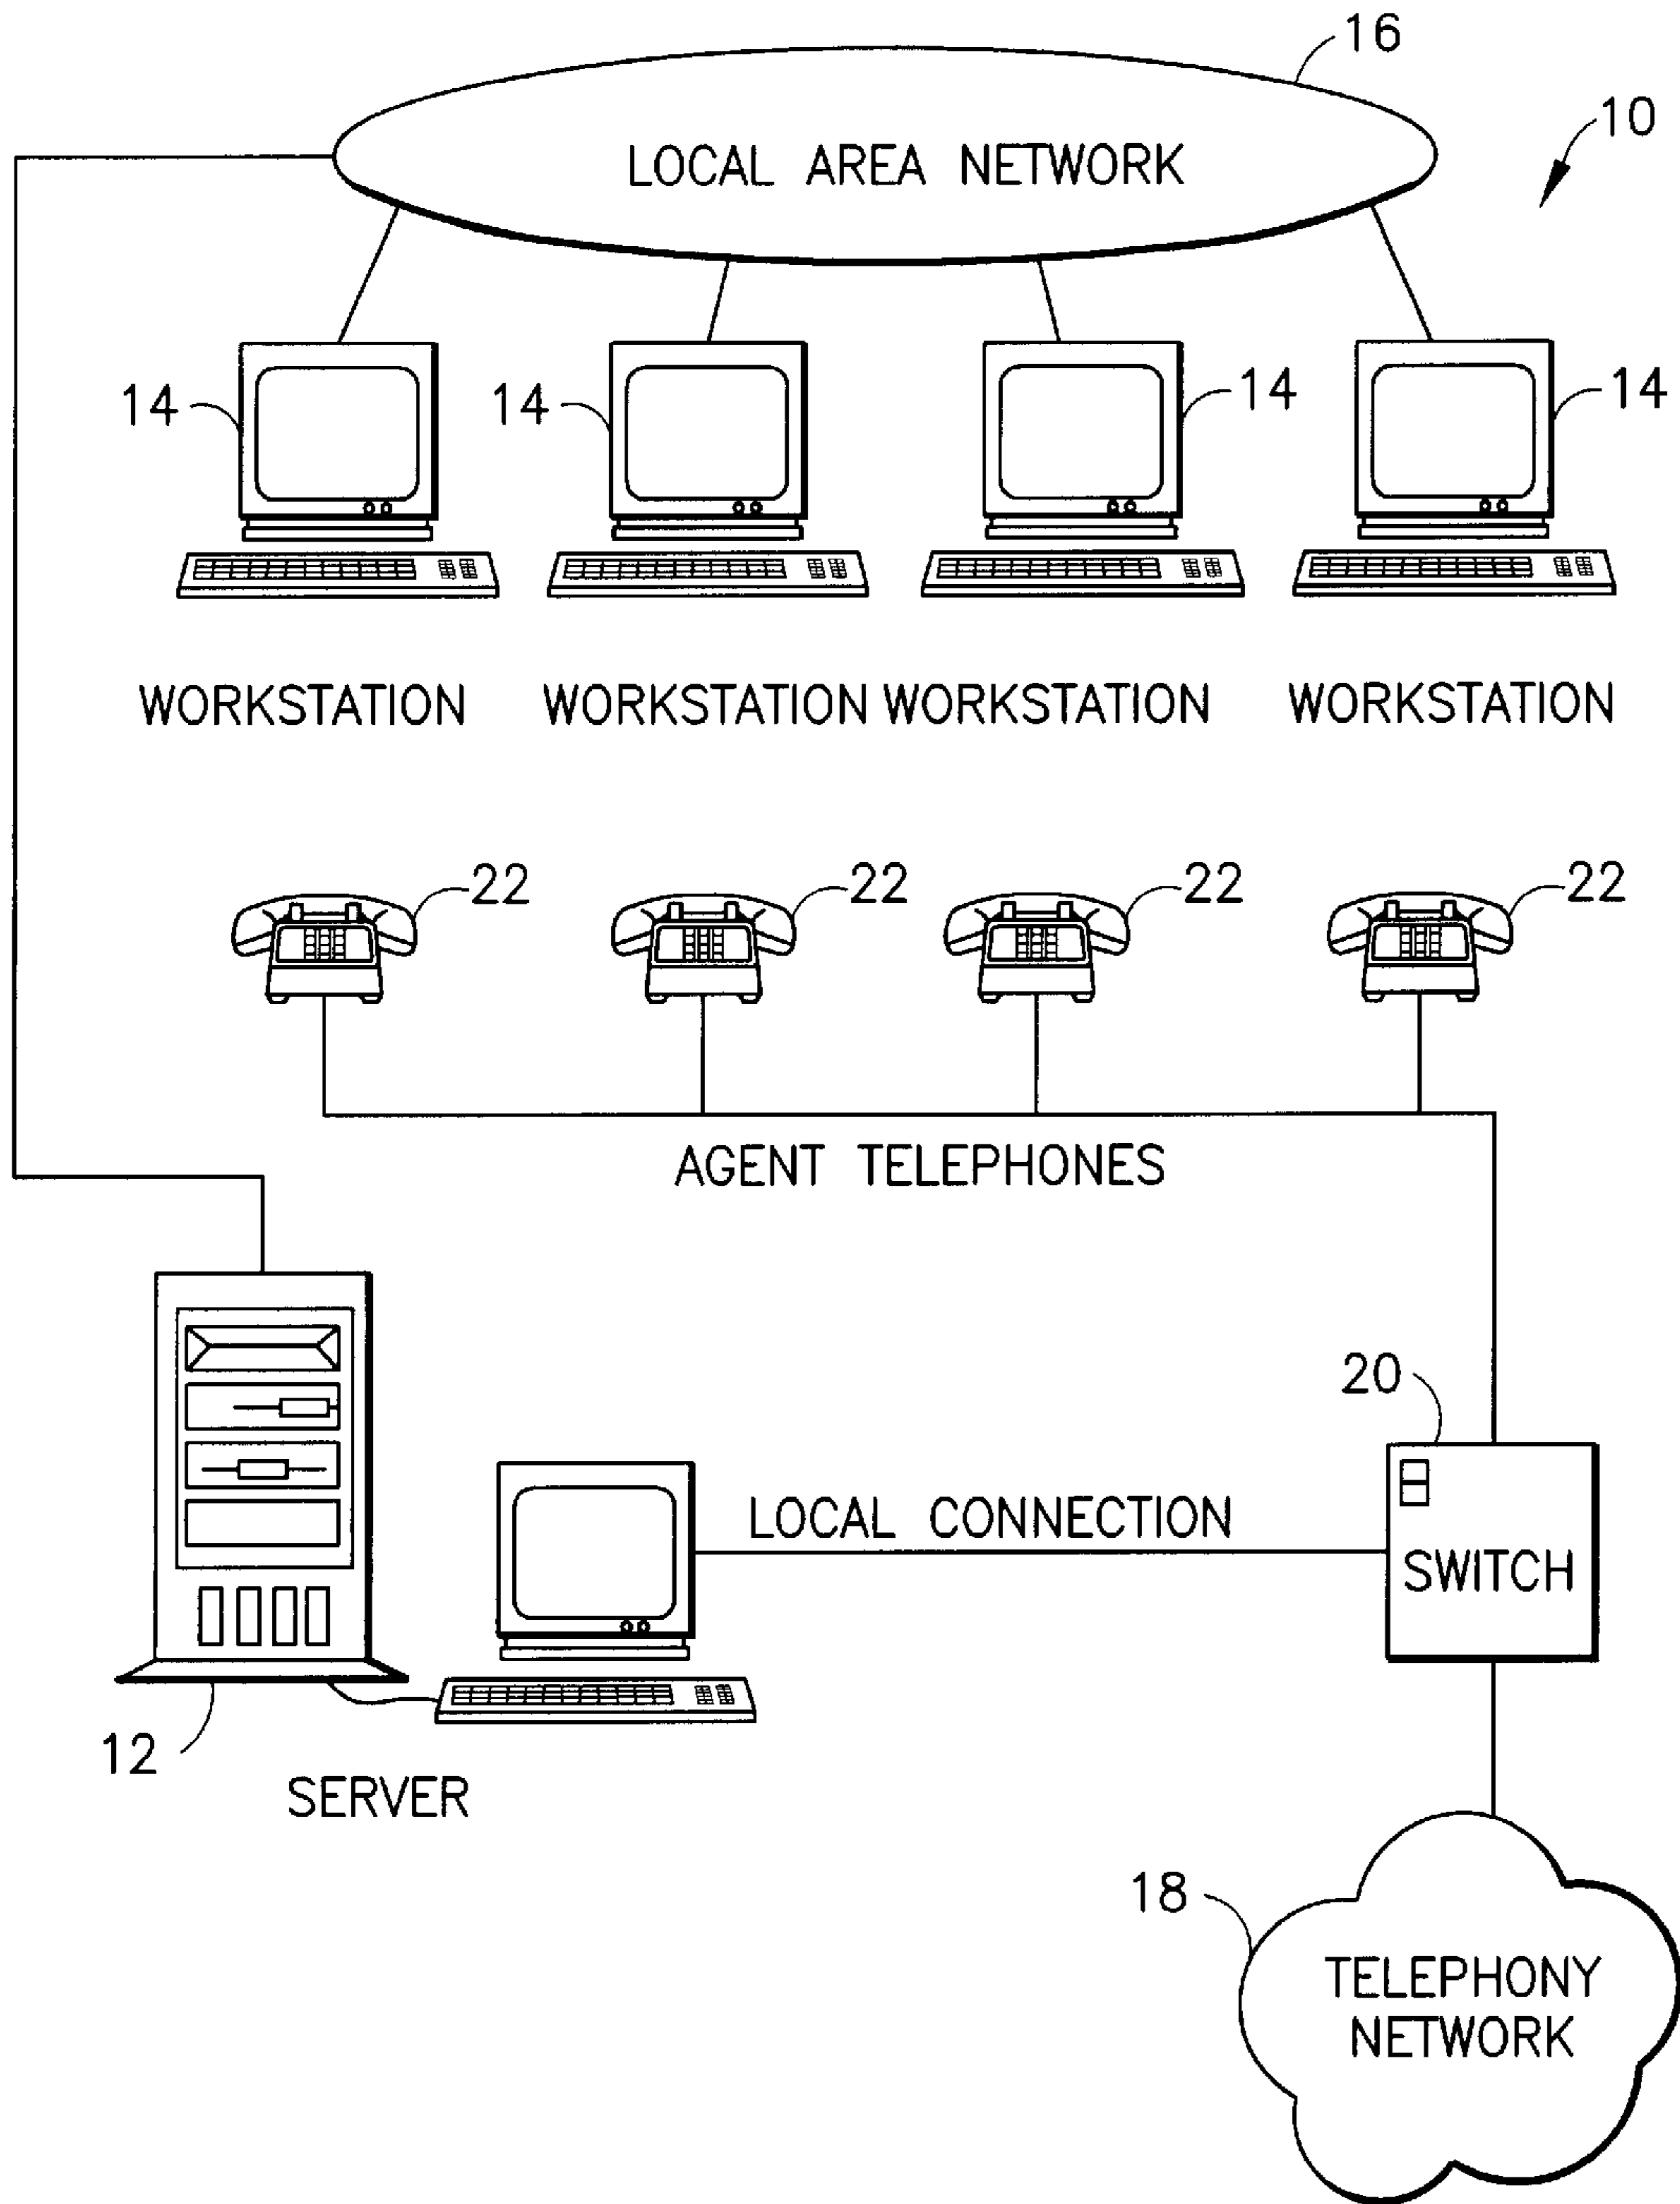 16
10
LOCAL AREA NETWORK
14 14 14 14
WORKSTATION WORKSTATION WORKSTATION WORKSTATION
22 22 22 22
AGENT TELEPHONES
20
LOCAL CONNECTION
SWITCH
12
SERVER
18
TELEPHONY
NETWORK